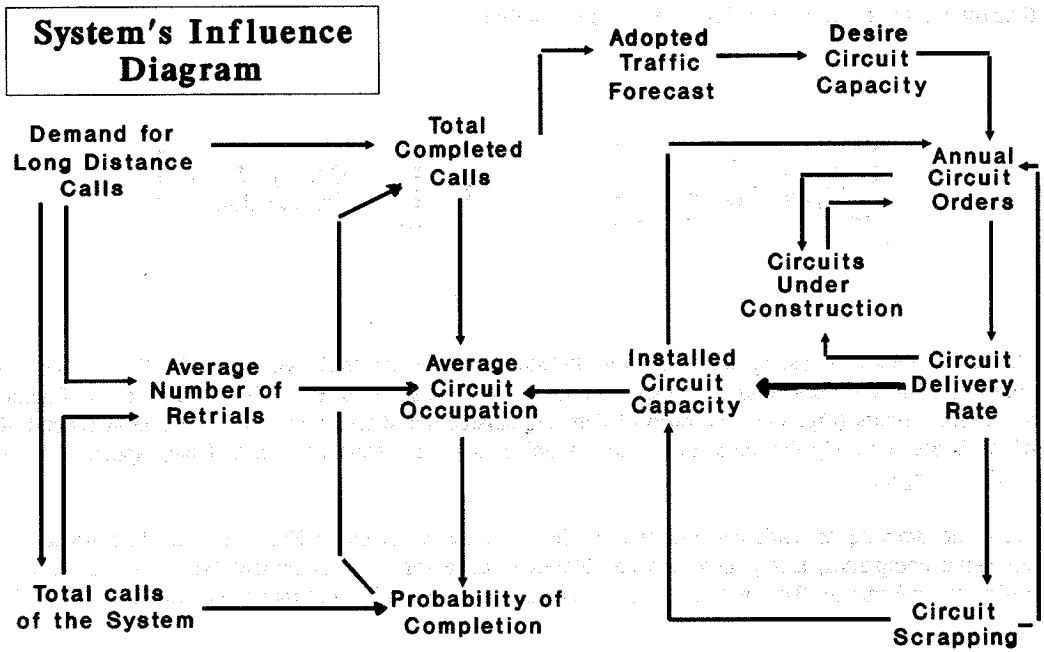 System's Influence
Diagram
Adopted
Traffic
Forecast
Desire
Circuit
Capacity
Demand for
Long Distance
Calls
Total
Completed
Calls
Annual
Circuit
Orders
Circuits
Under
Construction
Average
Number of
Retrials
Average
Circuit
Occupation
Installed
Circuit
Capacity
Circuit
Delivery
Rate
Total calls
of the System
Probability of
Completion
Circuit
Scrapping